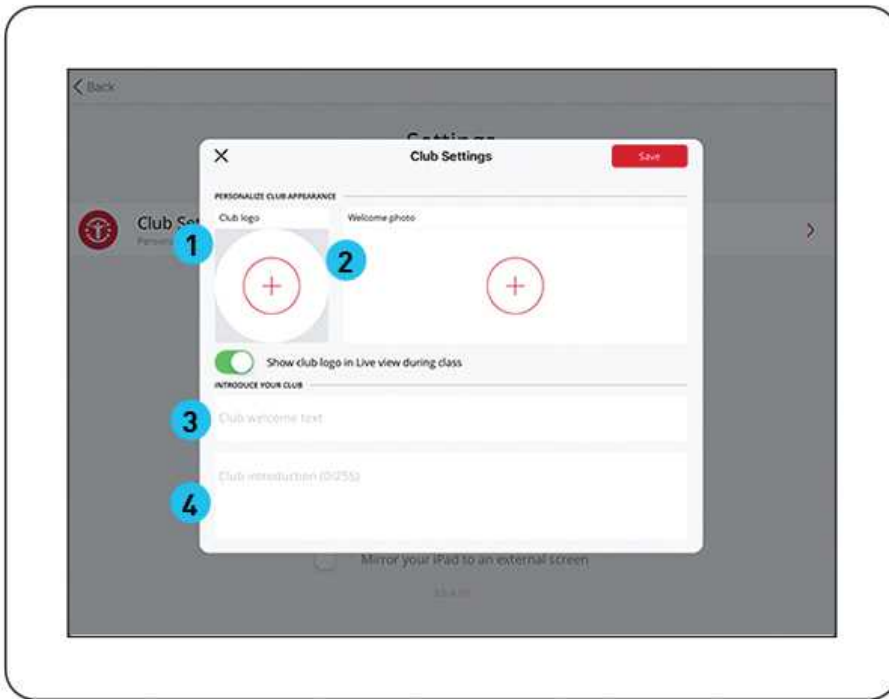 Back
Settings
Club Settings
Save
PERSONALIZE CLUB APPEARANCE
Club logo
Welcome photo
Club Set
1
2
Show club logo in Live view during class
INTRODUCE YOUR CLUB
3
Club welcome text
Club introduction (0/255)
4
Mirror your iPad to an external screen